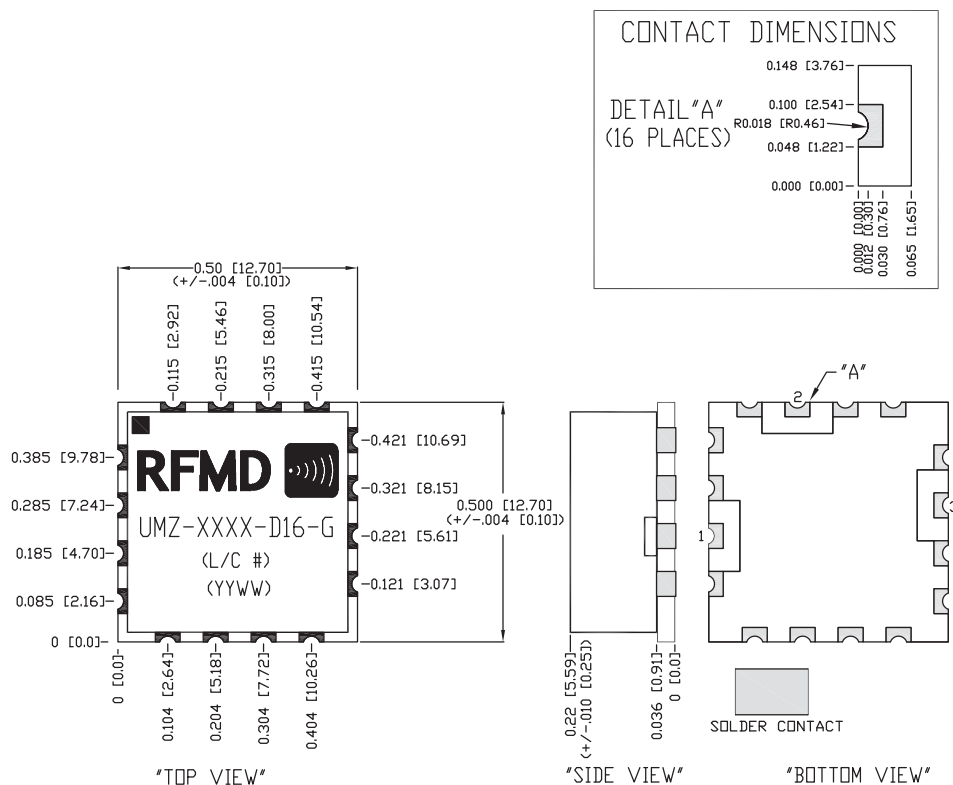 CONTACT DIMENSIONS
0.148 [3.76]
DETAIL"A"
(16 PLACES)
0.100 [2.54]
R0.018 [R0.46]
0.048 [1.22]
0.000 [0.00]
0.000 [0.00]
0.012 [0.30]
0.030 [0.76]
0.065 [1.65]
0.50 [12.70]
(+/-.004 [0.10])
0.115 [2.92]
0.215 [5.46]
0.315 [8.00]
0.415 [10.54]
0.385 [9.78]
0.285 [7.24]
0.185 [4.70]
0.085 [2.16]
0 [0.0]
RFMD
UMZ-XXXX-D16-G
(L/C #)
(YYWW)
0.421 [10.69]
0.321 [8.15]
0.221 [5.61]
0.121 [3.07]
0.500 [12.70]
(+/-.004 [0.10])
0 [0.0]
0.104 [2.64]
0.204 [5.18]
0.304 [7.72]
0.404 [10.26]
"TOP VIEW"
0.22 [5.59]
(+/-.010 [0.25])
0.036 [0.91]
0 [0.0]
"SIDE VIEW"
"A"
2
1
3
SOLDER CONTACT
"BOTTOM VIEW"